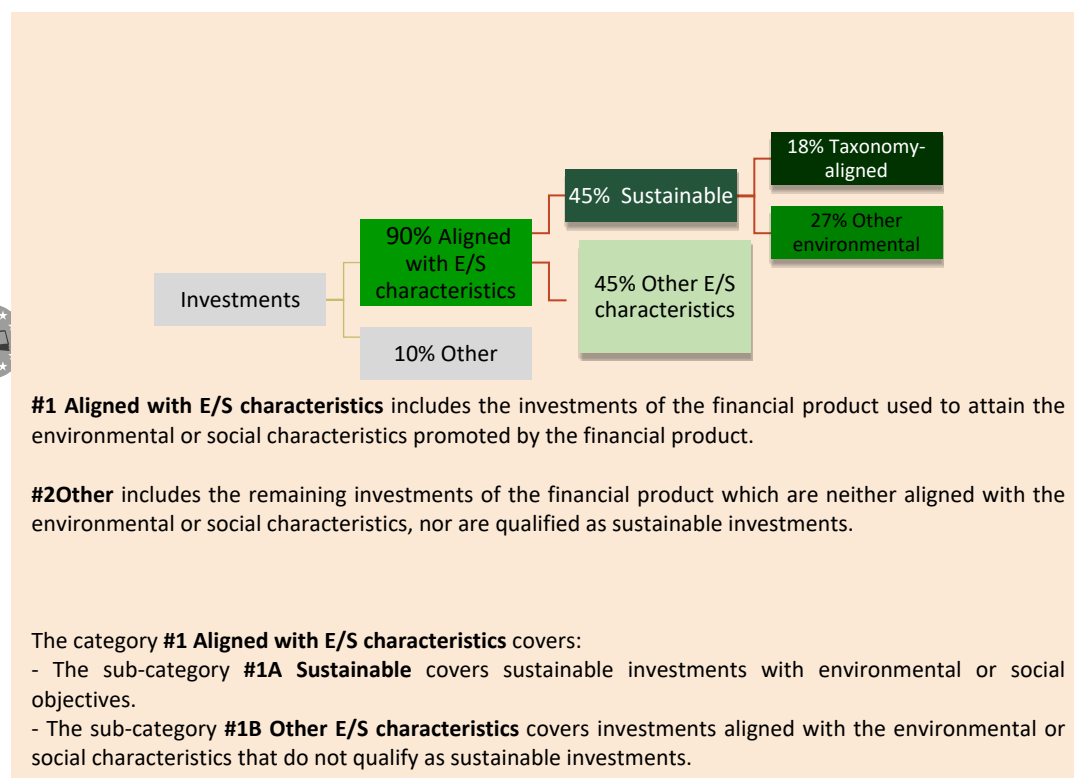 18% Taxonomy-
aligned
45%  Sustainable
27% Other
environmental
90% Aligned
with E/S
characteristics
45% Other E/S
characteristics
Investments
10% Other
#1 Aligned with E/S characteristics includes the investments of the financial product used to attain the
environmental or social characteristics promoted by the financial product.
#2Other includes the remaining investments of the financial product which are neither aligned with the
environmental or social characteristics, nor are qualified as sustainable investments.
The category #1 Aligned with E/S characteristics covers:
- The sub-category #1A Sustainable covers sustainable investments with environmental or social
objectives.
- The sub-category #1B Other E/S characteristics covers investments aligned with the environmental or
social characteristics that do not qualify as sustainable investments.